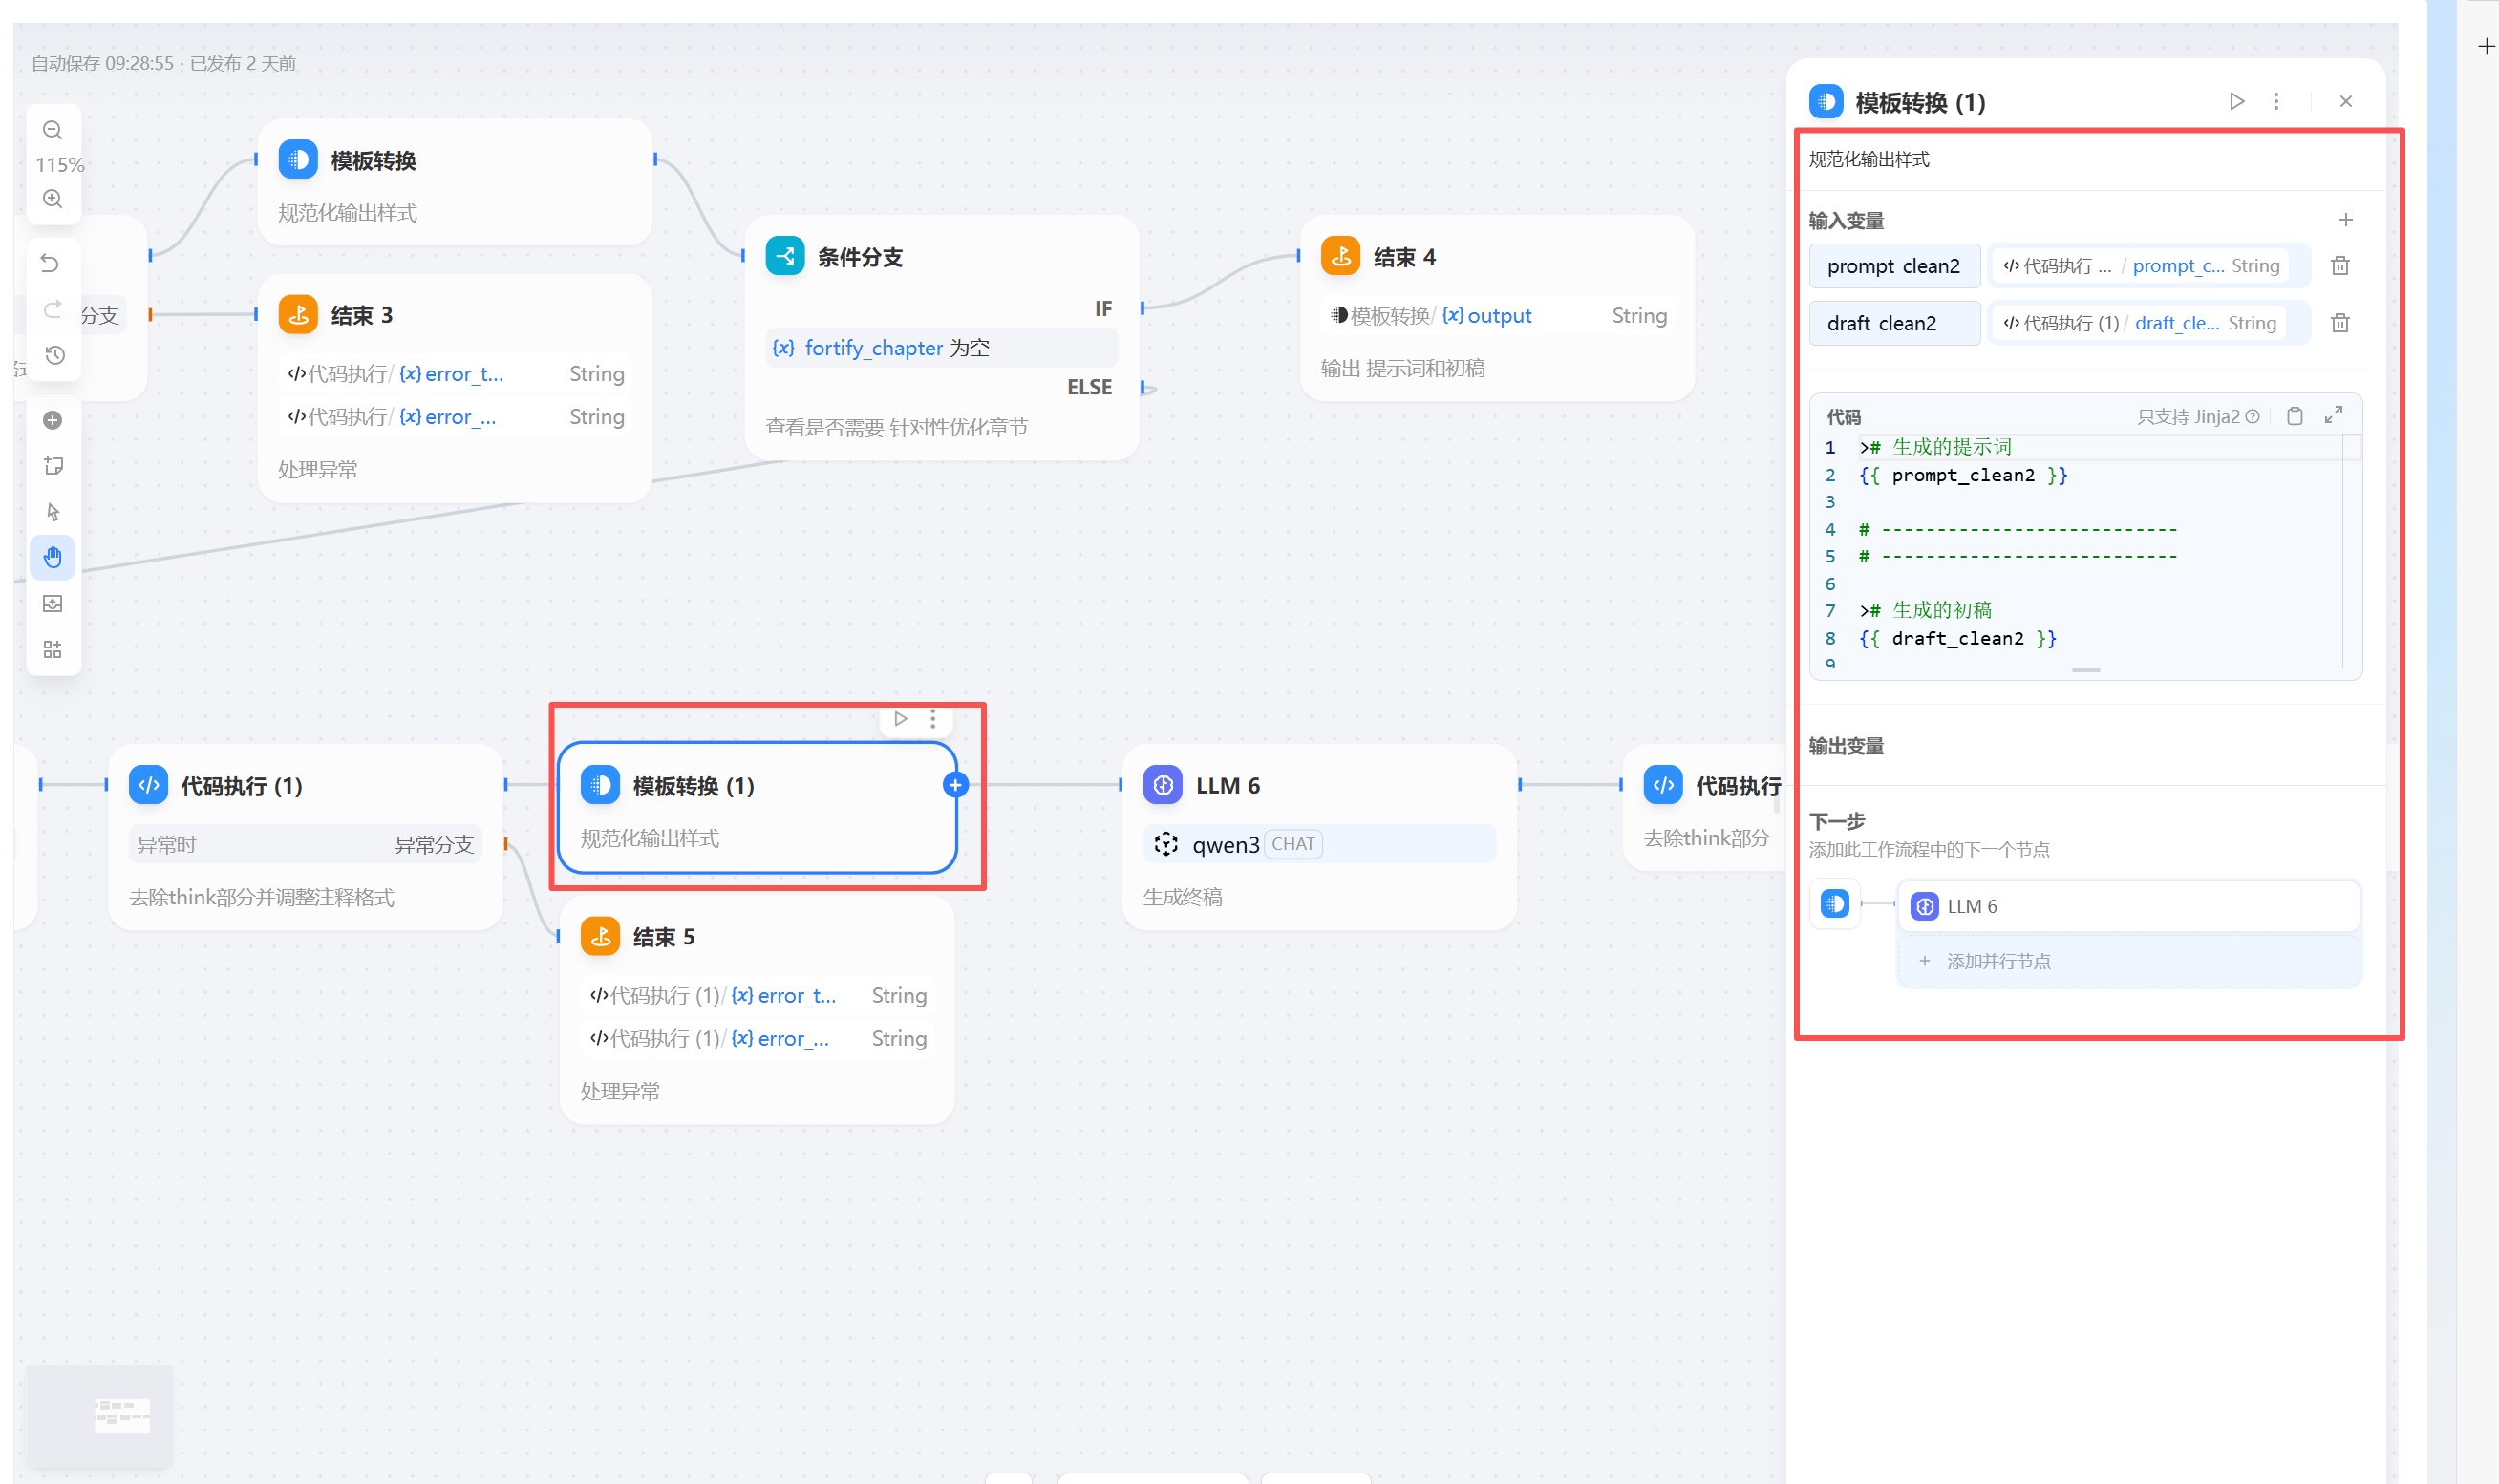 自动保存 09:28:55 · 已发布 2 天前
115%
分支
模板转换
规范化输出样式
结束 3
代码执行/ {x} error_t... String
代码执行/ {x} error_... String
处理异常
条件分支
IF
{x} fortify_chapter 为空
ELSE
查看是否需要 针对性优化章节
结束 4
模板转换/ {x} output String
输出 提示词和初稿
代码执行 (1)
异常时 异常分支
去除think部分并调整注释格式
模板转换 (1)
规范化输出样式
结束 5
代码执行 (1)/ {x} error_t... String
代码执行 (1)/ {x} error_... String
处理异常
LLM 6
qwen3 CHAT
生成终稿
代码执行
去除think部分
模板转换 (1)
规范化输出样式
输入变量
prompt clean2 代码执行 ... / prompt_c... String
draft clean2 代码执行 (1) / draft_cle... String
代码 只支持 Jinja2
1 ># 生成的提示词
2 {{ prompt_clean2 }}
3
4 # ---------------------------
5 # ---------------------------
6
7 ># 生成的初稿
8 {{ draft_clean2 }}
9
输出变量
下一步
添加此工作流程中的下一个节点
LLM 6
+ 添加并行节点